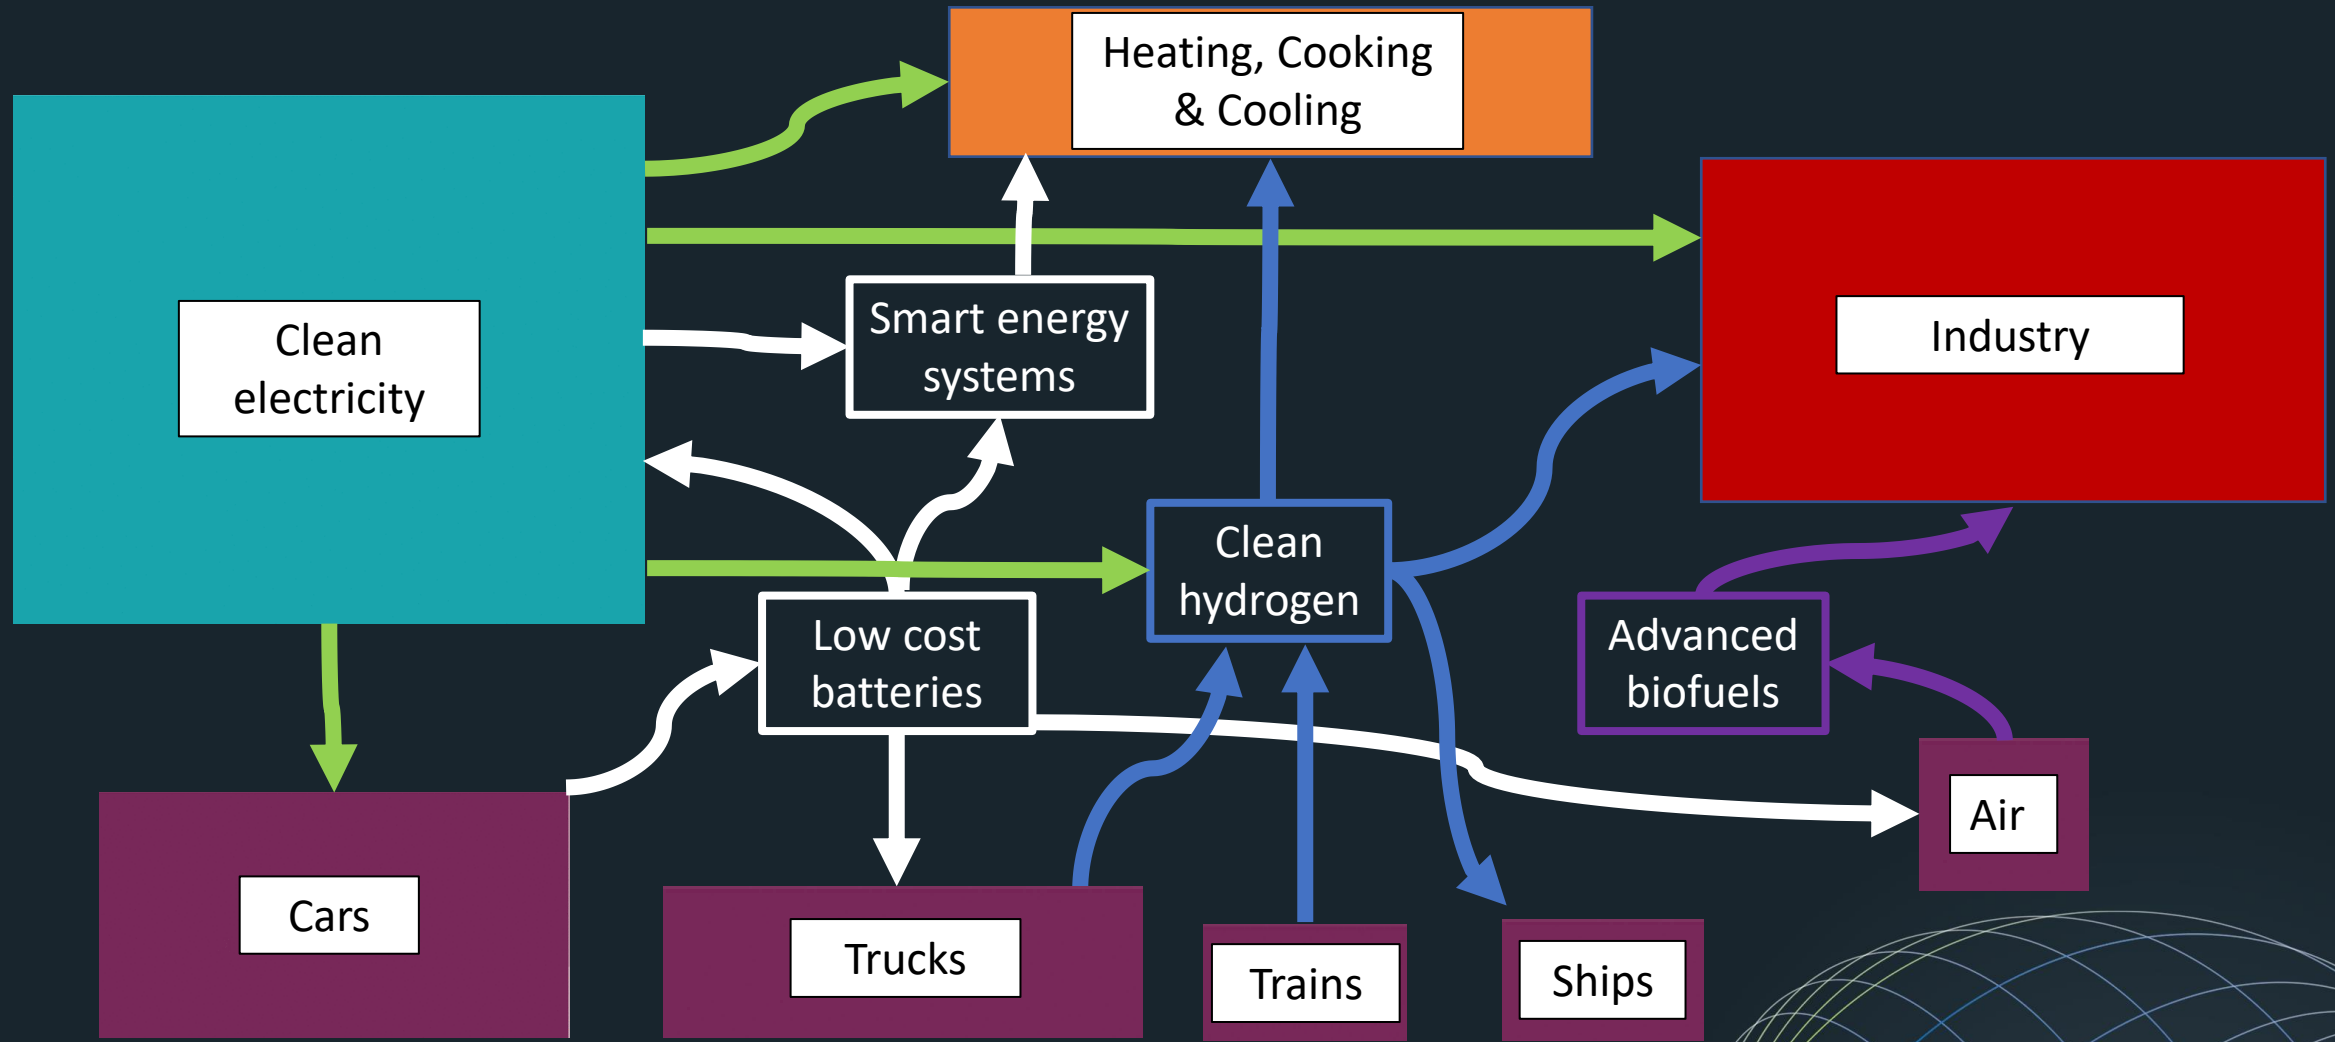 Heating, Cooking
& Cooling
Clean
electricity
Smart energy
systems
Industry
Clean
hydrogen
Low cost
batteries
Advanced
biofuels
Air
Cars
Trucks
Trains
Ships